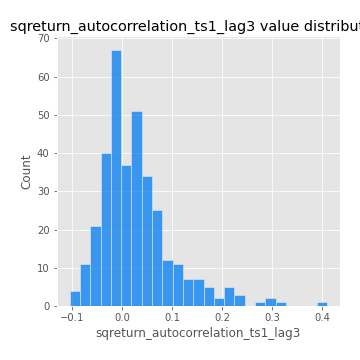 sqreturn_autocorrelation_ts1_lag3 value distribut
70
60
50
40
30
20
10
0
Count
−0.1 0.0 0.1 0.2 0.3 0.4
sqreturn_autocorrelation_ts1_lag3